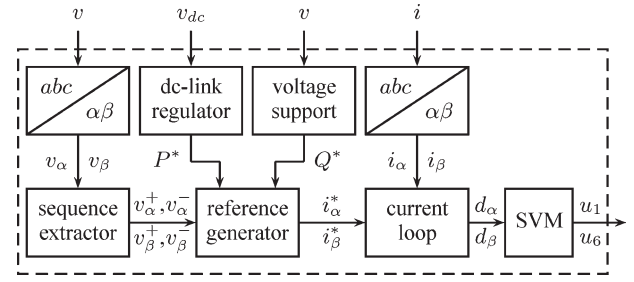 v v_dc v i
abc αβ
dc-link regulator
voltage support
abc αβ
v_α v_β P* Q* i_α i_β
sequence extractor
v_α^+,v_α^-
v_β^+,v_β^-
reference generator
i_α^*
i_β^*
current loop
d_α
d_β
SVM
u_1
u_6